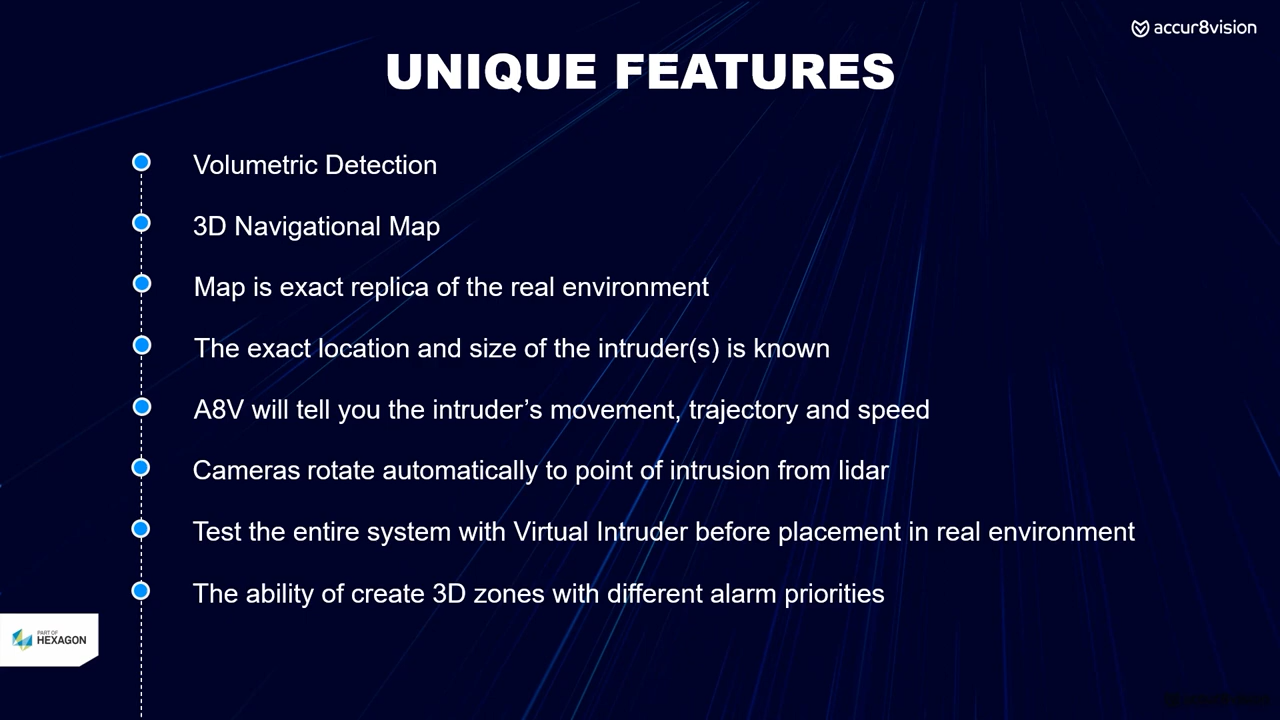 accur8vision
UNIQUE FEATURES
Volumetric Detection
3D Navigational Map
Map is exact replica of the real environment
The exact location and size of the intruder(s) is known
A8V will tell you the intruder’s movement, trajectory and speed
Cameras rotate automatically to point of intrusion from lidar
Test the entire system with Virtual Intruder before placement in real environment
The ability of create 3D zones with different alarm priorities
PART OF
HEXAGON